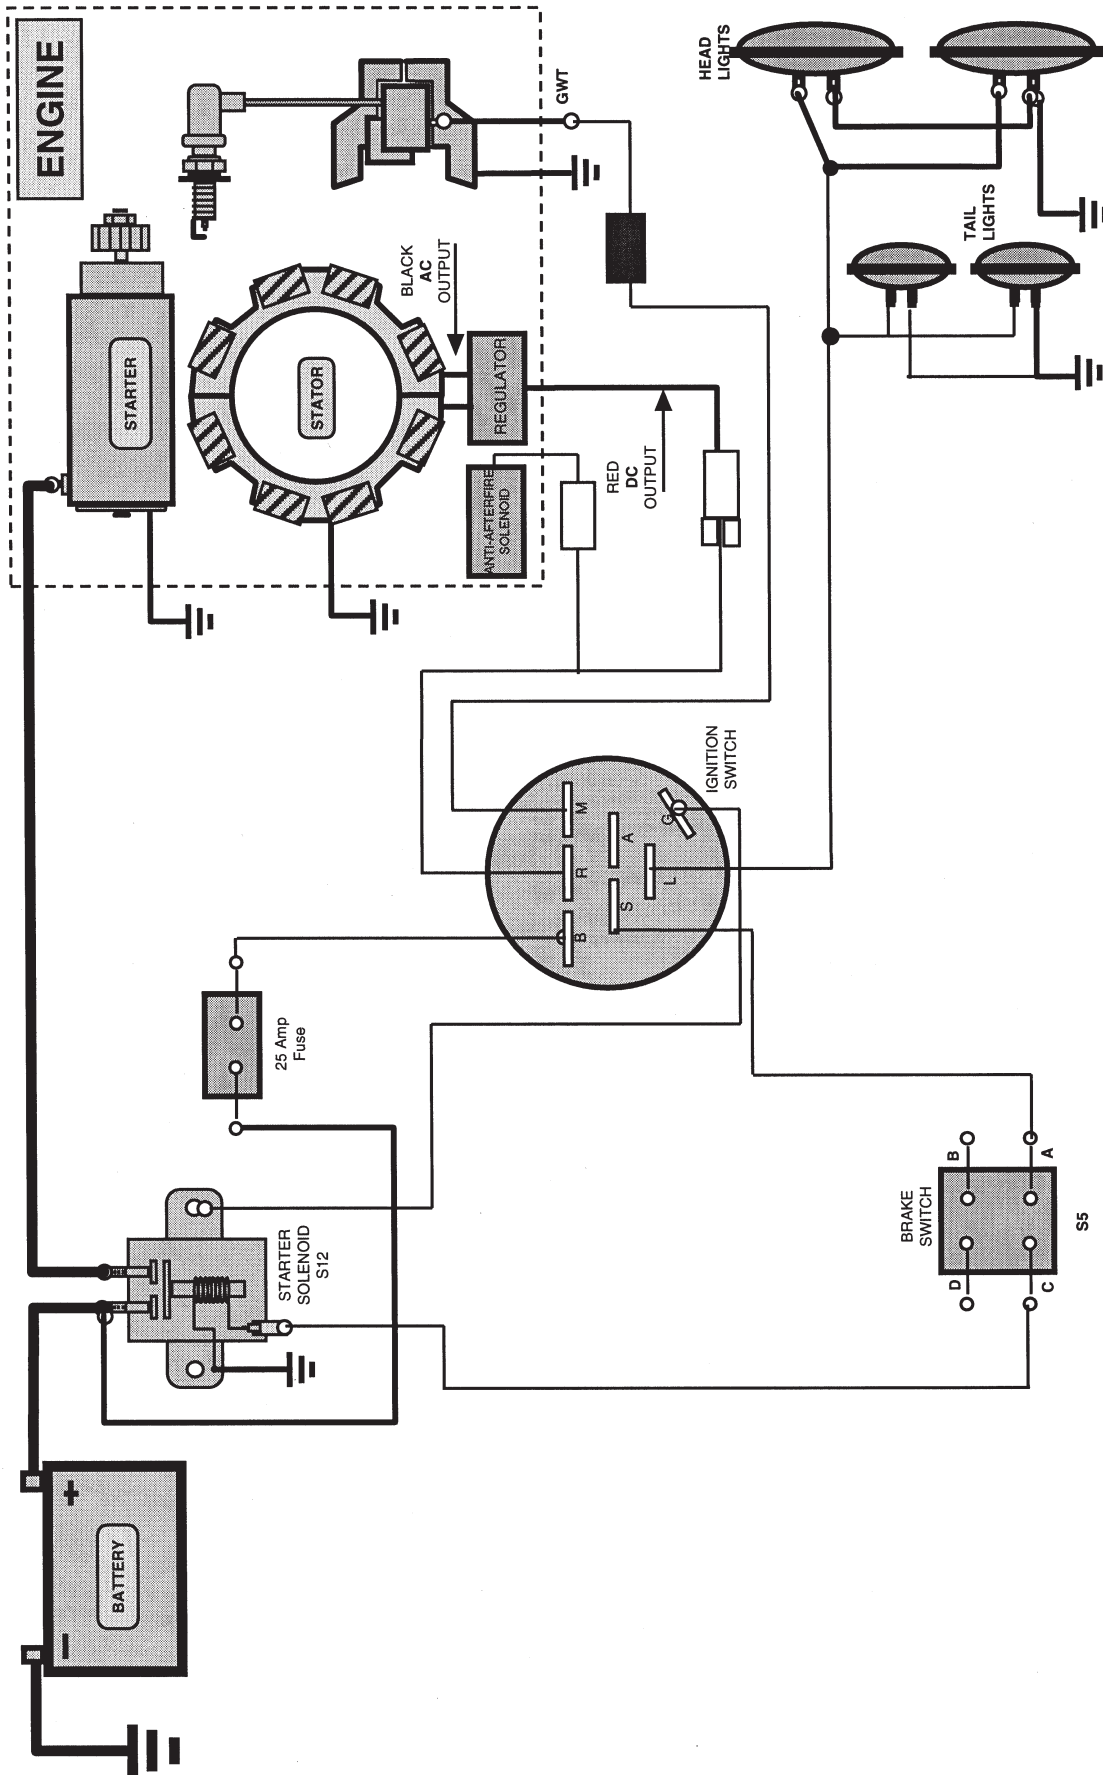 ENGINE
HEAD
LIGHTS
GWT
STARTER
BLACK
AC
OUTPUT
TAIL
LIGHTS
STATOR
REGULATOR
ANTI-AFTERFIRE
SOLENOID
RED
DC
OUTPUT
IGNITION
SWITCH
M
G
A
R
L
S
B
25 Amp
Fuse
STARTER
SOLENOID
S12
BRAKE
SWITCH
B
A
D
C
S5
+
BATTERY
–